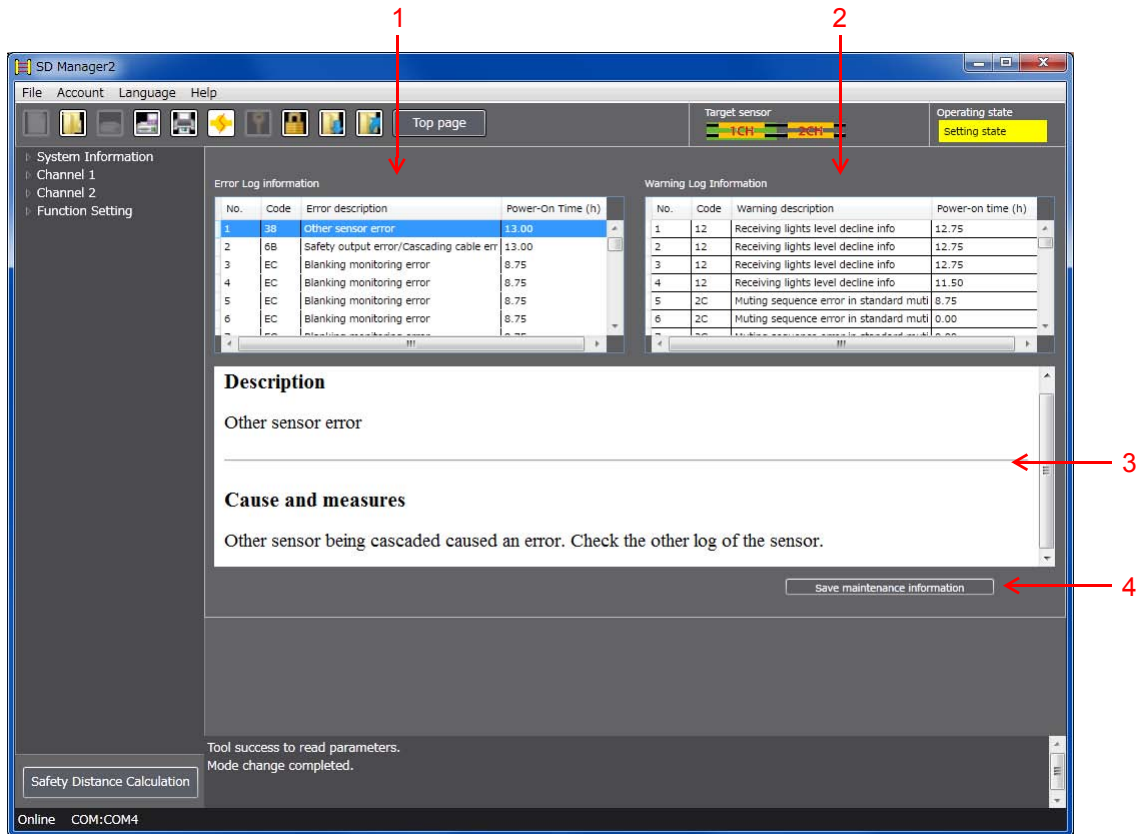 1
2
SD Manager2
File Account Language Help
Top page
Target sensor
1CH 2CH
Operating state
Setting state
System Information
Channel 1
Channel 2
Function Setting
Error Log information
No. Code Error description Power-On Time (h)
1 38 Other sensor error 13.00
2 6B Safety output error/Cascading cable err 13.00
3 EC Blanking monitoring error 8.75
4 EC Blanking monitoring error 8.75
5 EC Blanking monitoring error 8.75
6 EC Blanking monitoring error 8.75
Warning Log Information
No. Code Warning description Power-on time (h)
1 12 Receiving lights level decline info 12.75
2 12 Receiving lights level decline info 12.75
3 12 Receiving lights level decline info 12.75
4 12 Receiving lights level decline info 11.50
5 2C Muting sequence error in standard muti 8.75
6 2C Muting sequence error in standard muti 0.00
Description
Other sensor error
3
Cause and measures
Other sensor being cascaded caused an error. Check the other log of the sensor.
Save maintenance information
4
Tool success to read parameters.
Mode change completed.
Safety Distance Calculation
Online COM:COM4